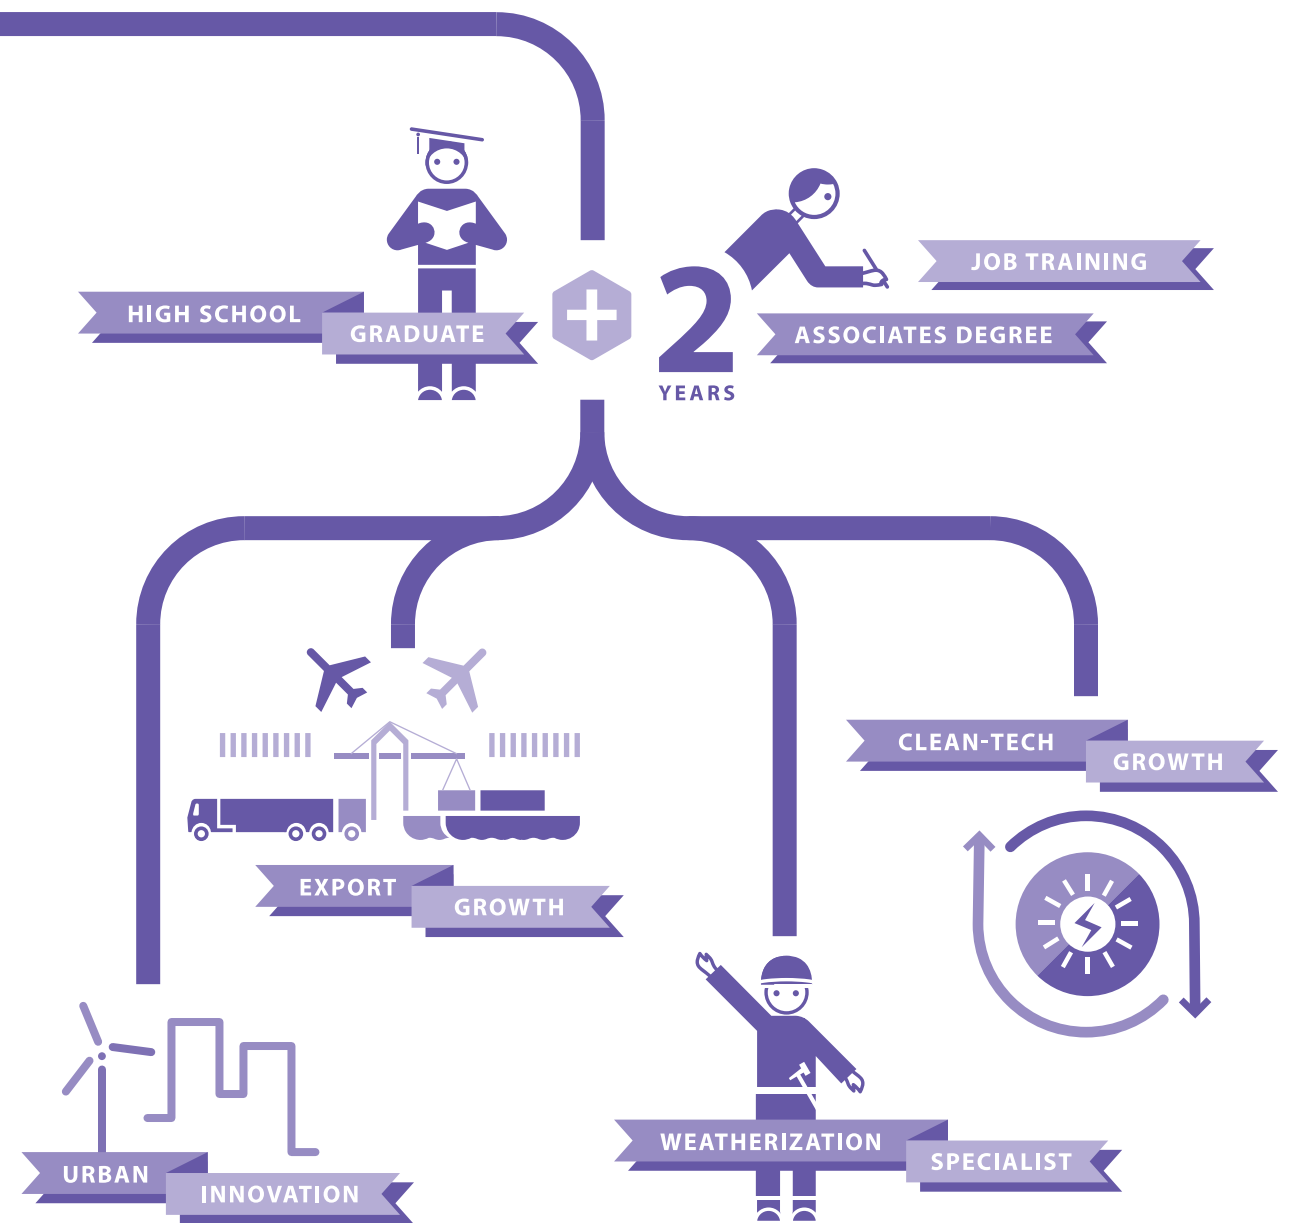 HIGH SCHOOL
GRADUATE
2
YEARS
JOB TRAINING
ASSOCIATES DEGREE
EXPORT
GROWTH
CLEAN-TECH
GROWTH
URBAN
INNOVATION
WEATHERIZATION
SPECIALIST